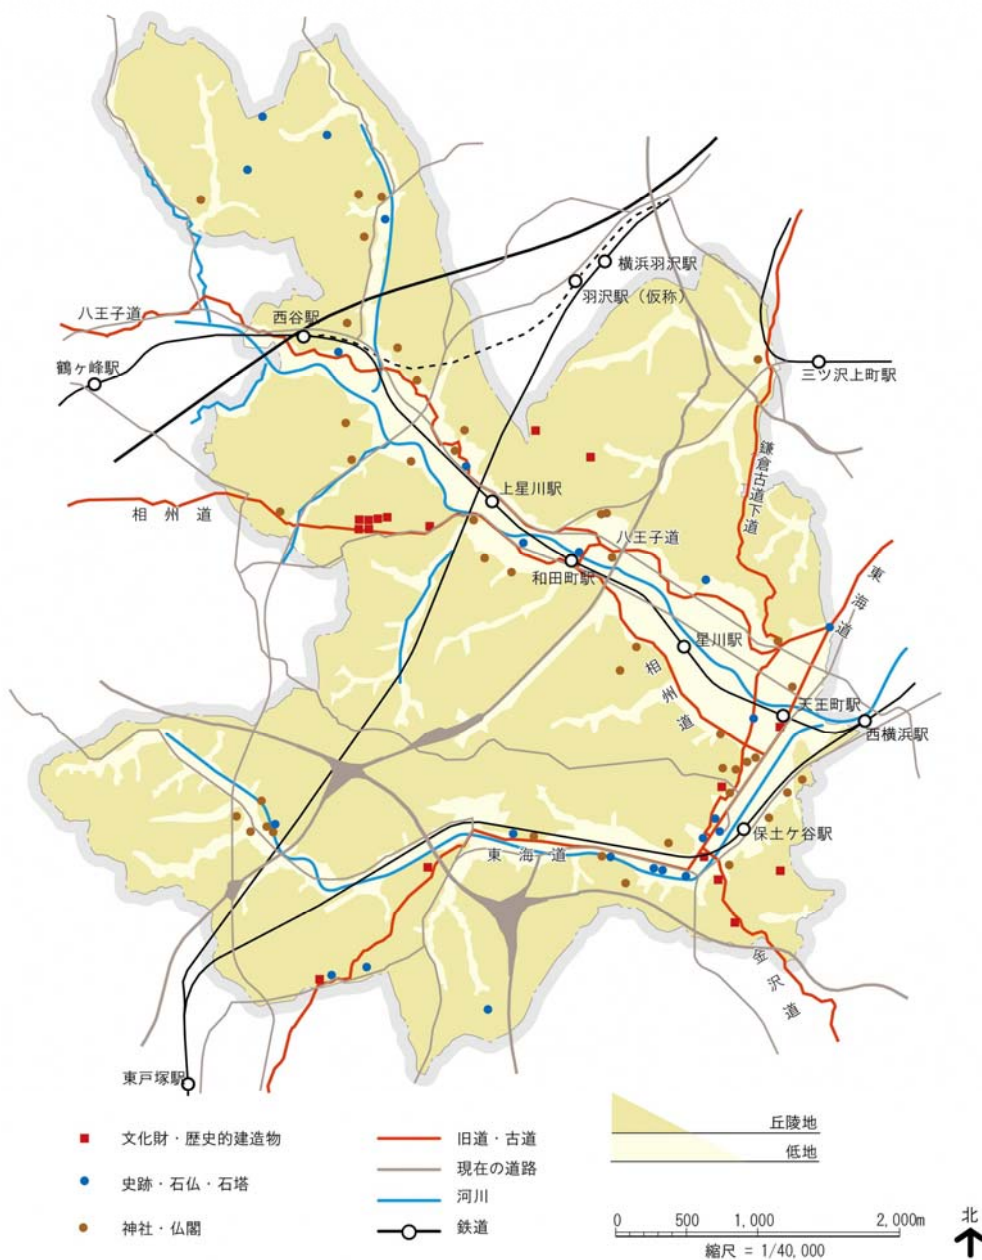 横浜羽沢駅
羽沢駅（仮称）
八王子道
西谷駅
鶴ヶ峰駅
三ツ沢上町駅
鎌倉古道下道
上星川駅
相州道
八王子道
和田町駅
東海道
星川駅
相州道
天王町駅
西横浜駅
保土ケ谷駅
東海道
金沢道
東戸塚駅
文化財・歴史的建造物
史跡・石仏・石塔
神社・仏閣
旧道・古道
現在の道路
河川
鉄道
丘陵地
低地
0 500 1,000 2,000m
縮尺 = 1/40,000
北